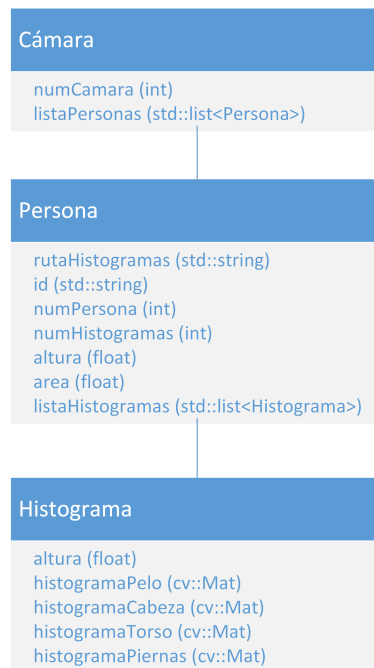 Cámara
numCamara (int)
listaPersonas (std::list<Persona>)
Persona
rutaHistogramas (std::string)
id (std::string)
numPersona (int)
numHistogramas (int)
altura (float)
area (float)
listaHistogramas (std::list<Histograma>)
Histograma
altura (float)
histogramaPelo (cv::Mat)
histogramaCabeza (cv::Mat)
histogramaTorso (cv::Mat)
histogramaPiernas (cv::Mat)